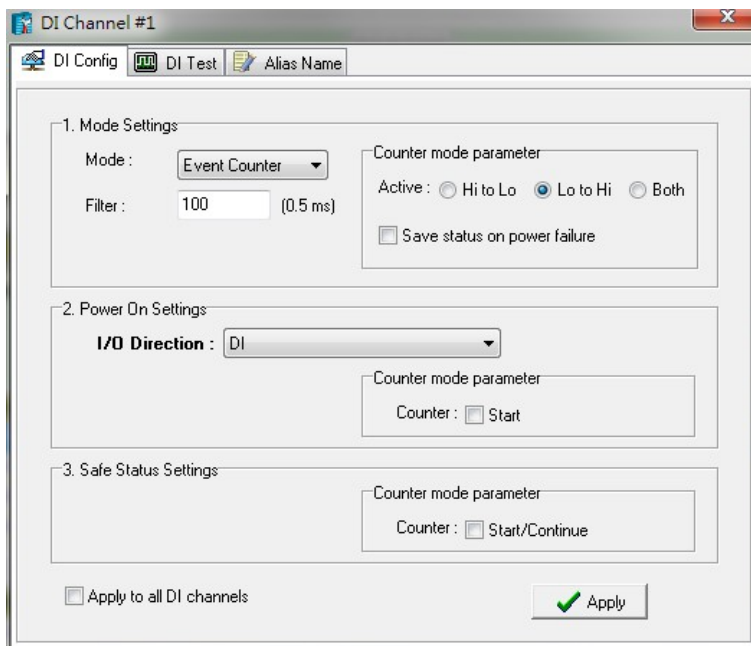 DI Channel #1
DI Config DI Test Alias Name
1. Mode Settings
Mode : Event Counter
Filter : 100 (0.5 ms)
Counter mode parameter
Active : Hi to Lo Lo to Hi Both
Save status on power failure
2. Power On Settings
I/O Direction : DI
Counter mode parameter
Counter : Start
3. Safe Status Settings
Counter mode parameter
Counter : Start/Continue
Apply to all DI channels
Apply